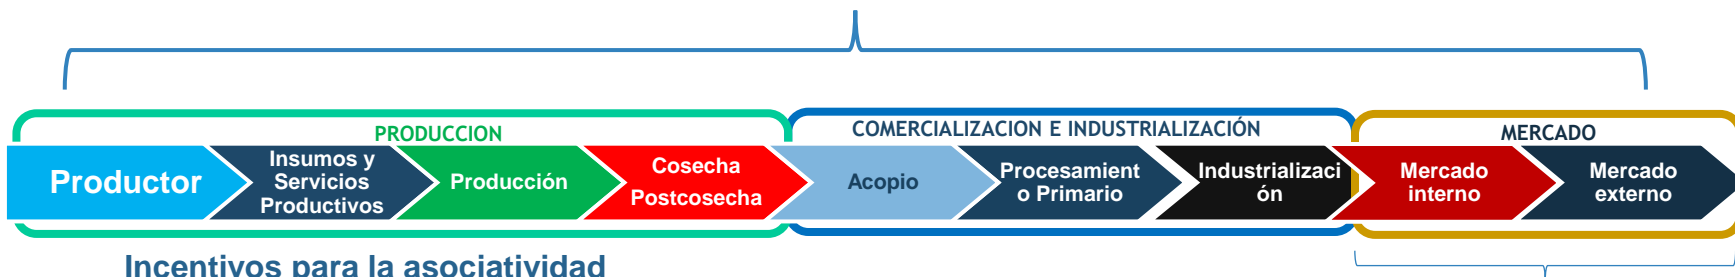 PRODUCCION
COMERCIALIZACION E INDUSTRIALIZACIÓN
MERCADO
Productor
Insumos y
Servicios
Productivos
Producción
Cosecha
Postcosecha
Acopio
Procesamient
o Primario
Industrializaci
ón
Mercado
interno
Mercado
externo
Incentivos para la asociatividad